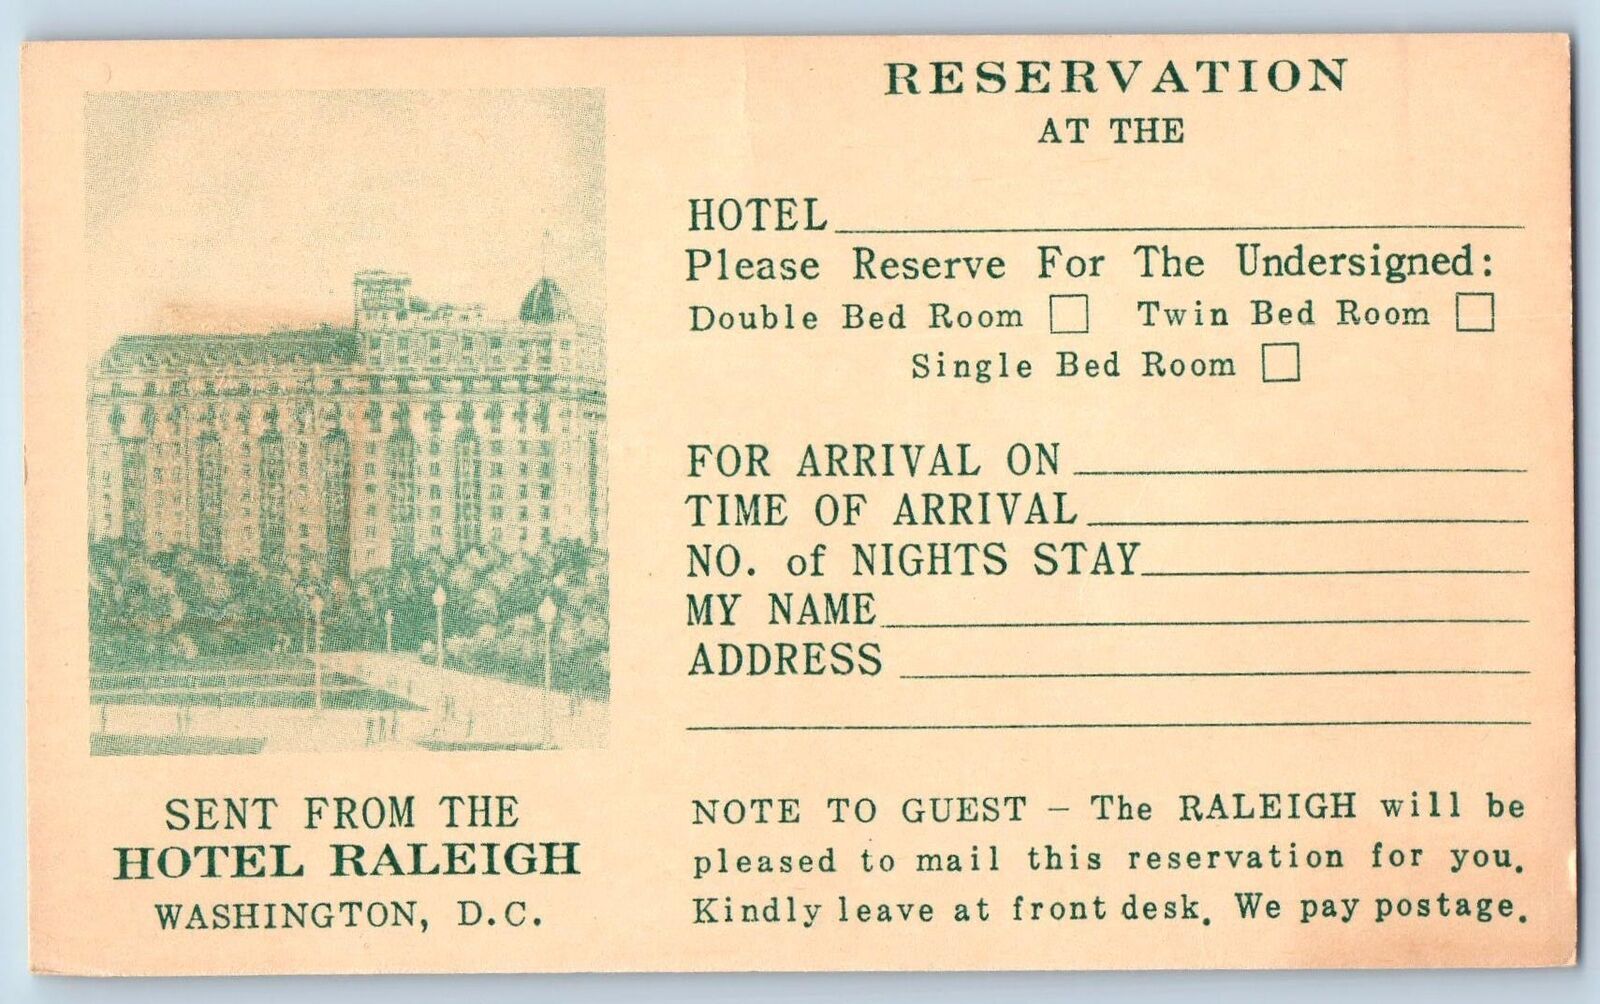 RESERVATION
AT THE
HOTEL
Please Reserve For The Undersigned:
Double Bed Room Twin Bed Room
Single Bed Room
FOR ARRIVAL ON
TIME OF ARRIVAL
NO. of NIGHTS STAY
MY NAME
ADDRESS
NOTE TO GUEST – The RALEIGH will be
pleased to mail this reservation for you.
Kindly leave at front desk. We pay postage.
SENT FROM THE
HOTEL RALEIGH
WASHINGTON, D.C.